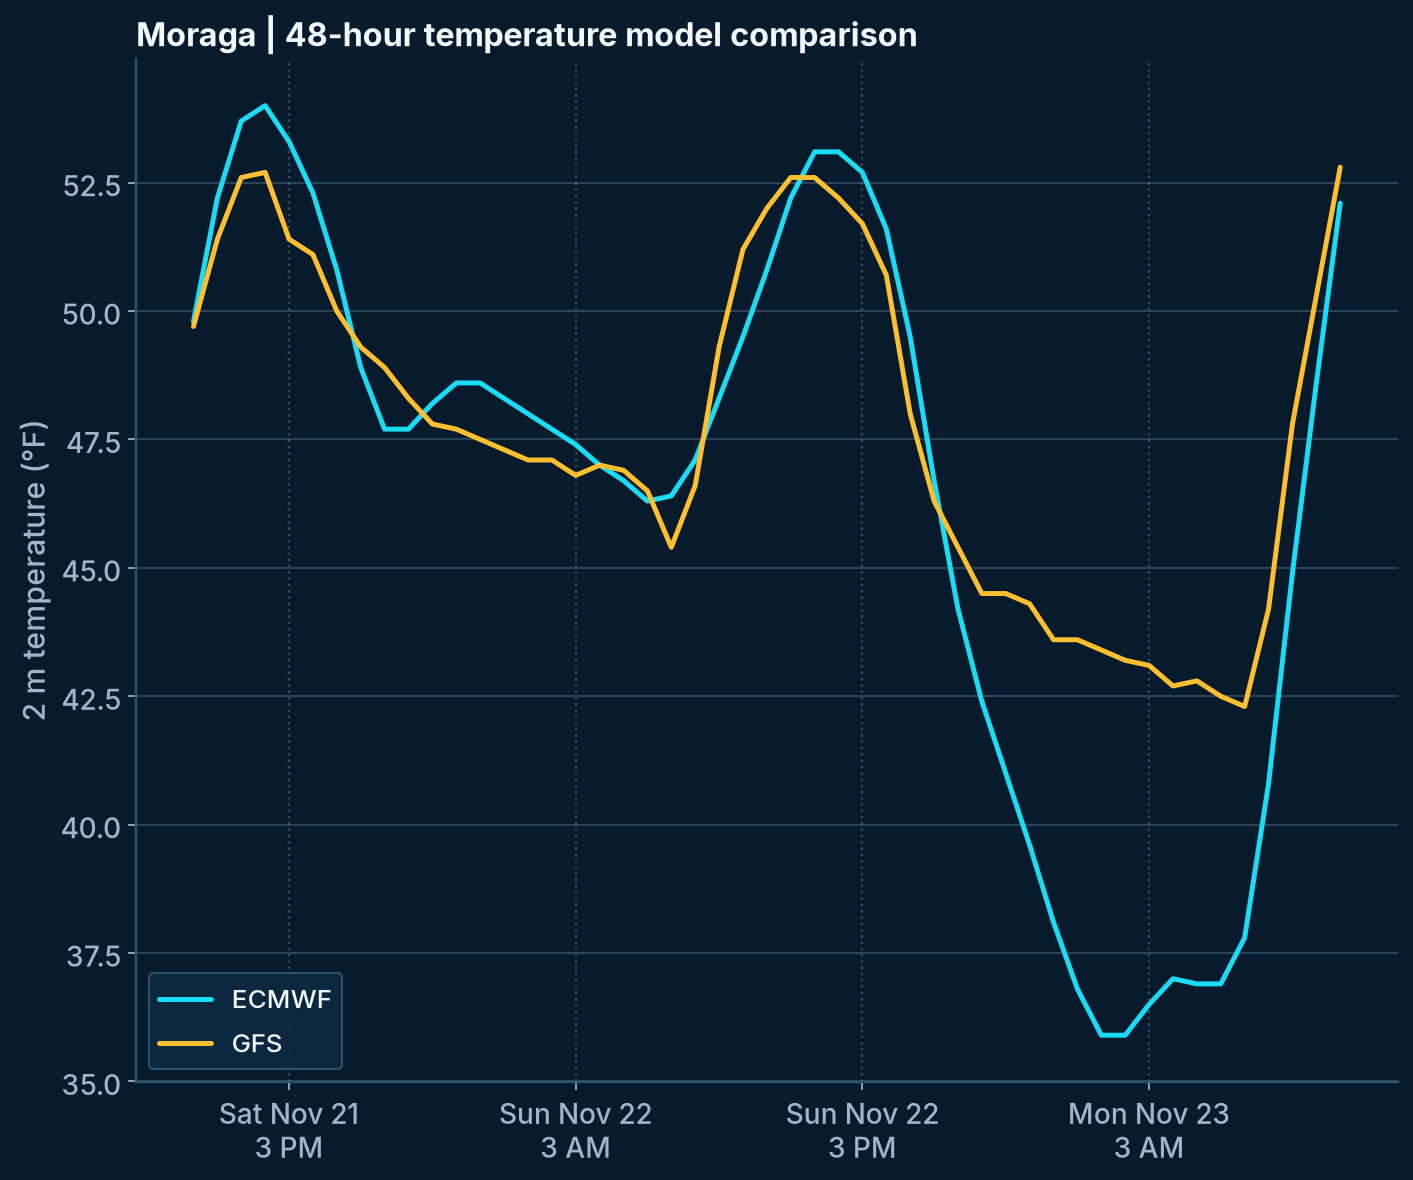 Moraga | 48-hour temperature model comparison
2 m temperature (°F)
52.5
50.0
47.5
45.0
42.5
40.0
37.5
35.0
ECMWF
GFS
Sat Nov 21
3 PM
Sun Nov 22
3 AM
Sun Nov 22
3 PM
Mon Nov 23
3 AM